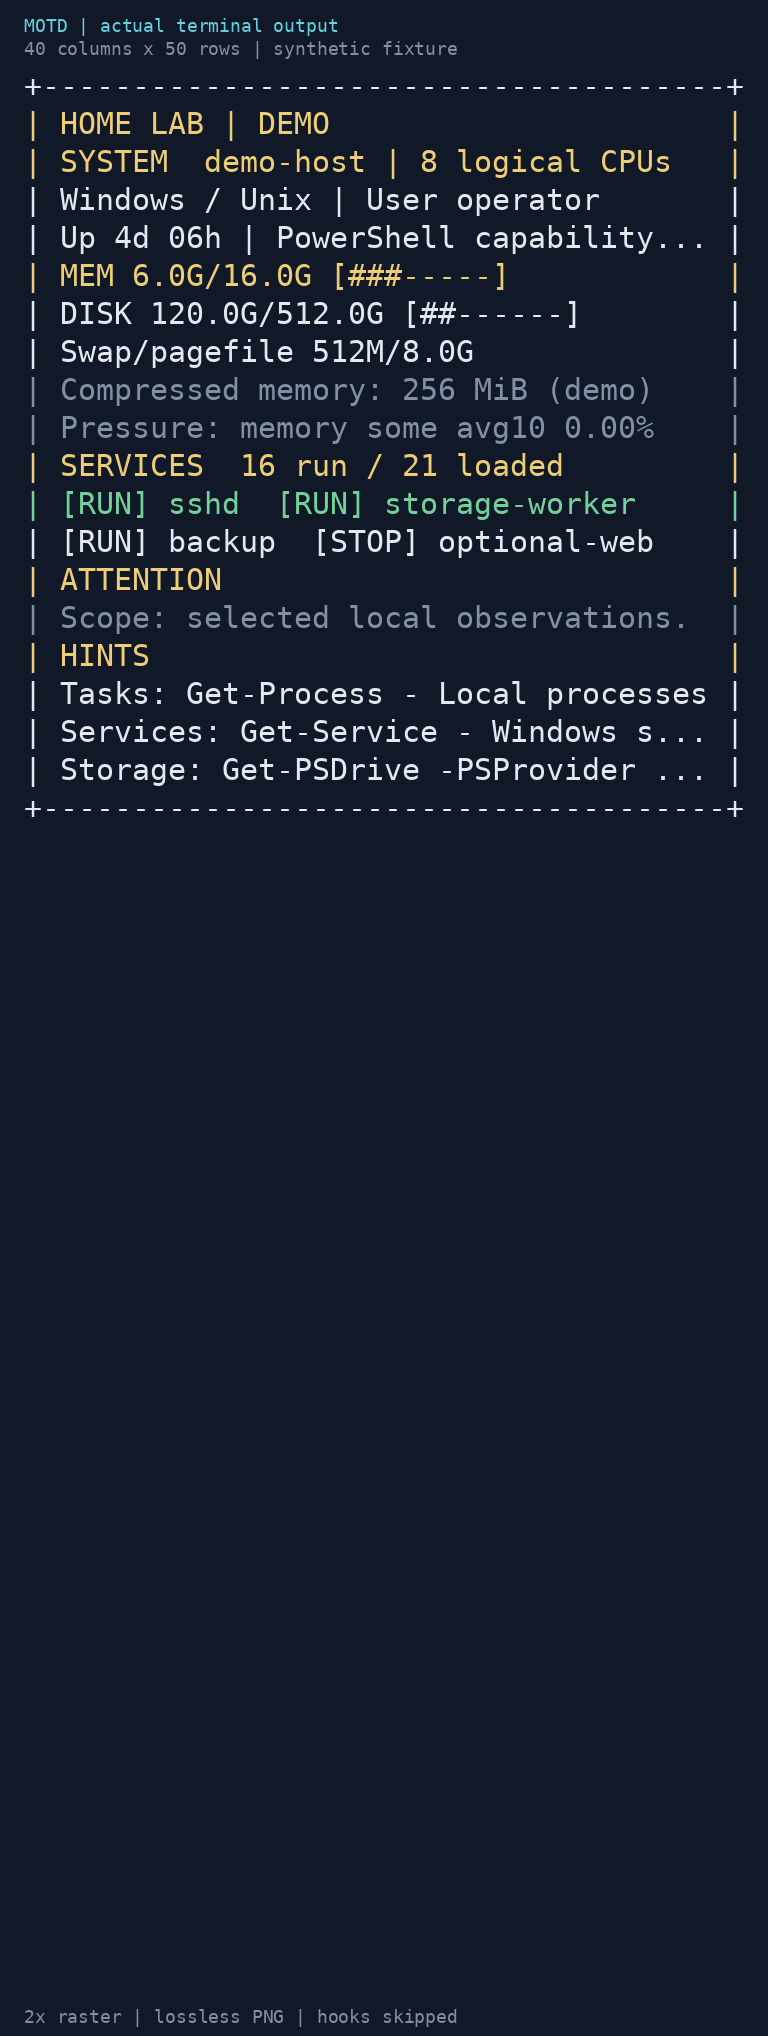 MOTD | actual terminal output
40 columns x 50 rows | synthetic fixture
+--------------------------------------+
| HOME LAB | DEMO                      |
| SYSTEM  demo-host | 8 logical CPUs   |
| Windows / Unix | User operator       |
| Up 4d 06h | PowerShell capability... |
| MEM 6.0G/16.0G [###-----]            |
| DISK 120.0G/512.0G [##------]        |
| Swap/pagefile 512M/8.0G              |
| Compressed memory: 256 MiB (demo)    |
| Pressure: memory some avg10 0.00%    |
| SERVICES  16 run / 21 loaded         |
| [RUN] sshd  [RUN] storage-worker     |
| [RUN] backup  [STOP] optional-web    |
| ATTENTION                            |
| Scope: selected local observations.  |
| HINTS                                |
| Tasks: Get-Process - Local processes |
| Services: Get-Service - Windows s... |
| Storage: Get-PSDrive -PSProvider ... |
+--------------------------------------+
2x raster | lossless PNG | hooks skipped